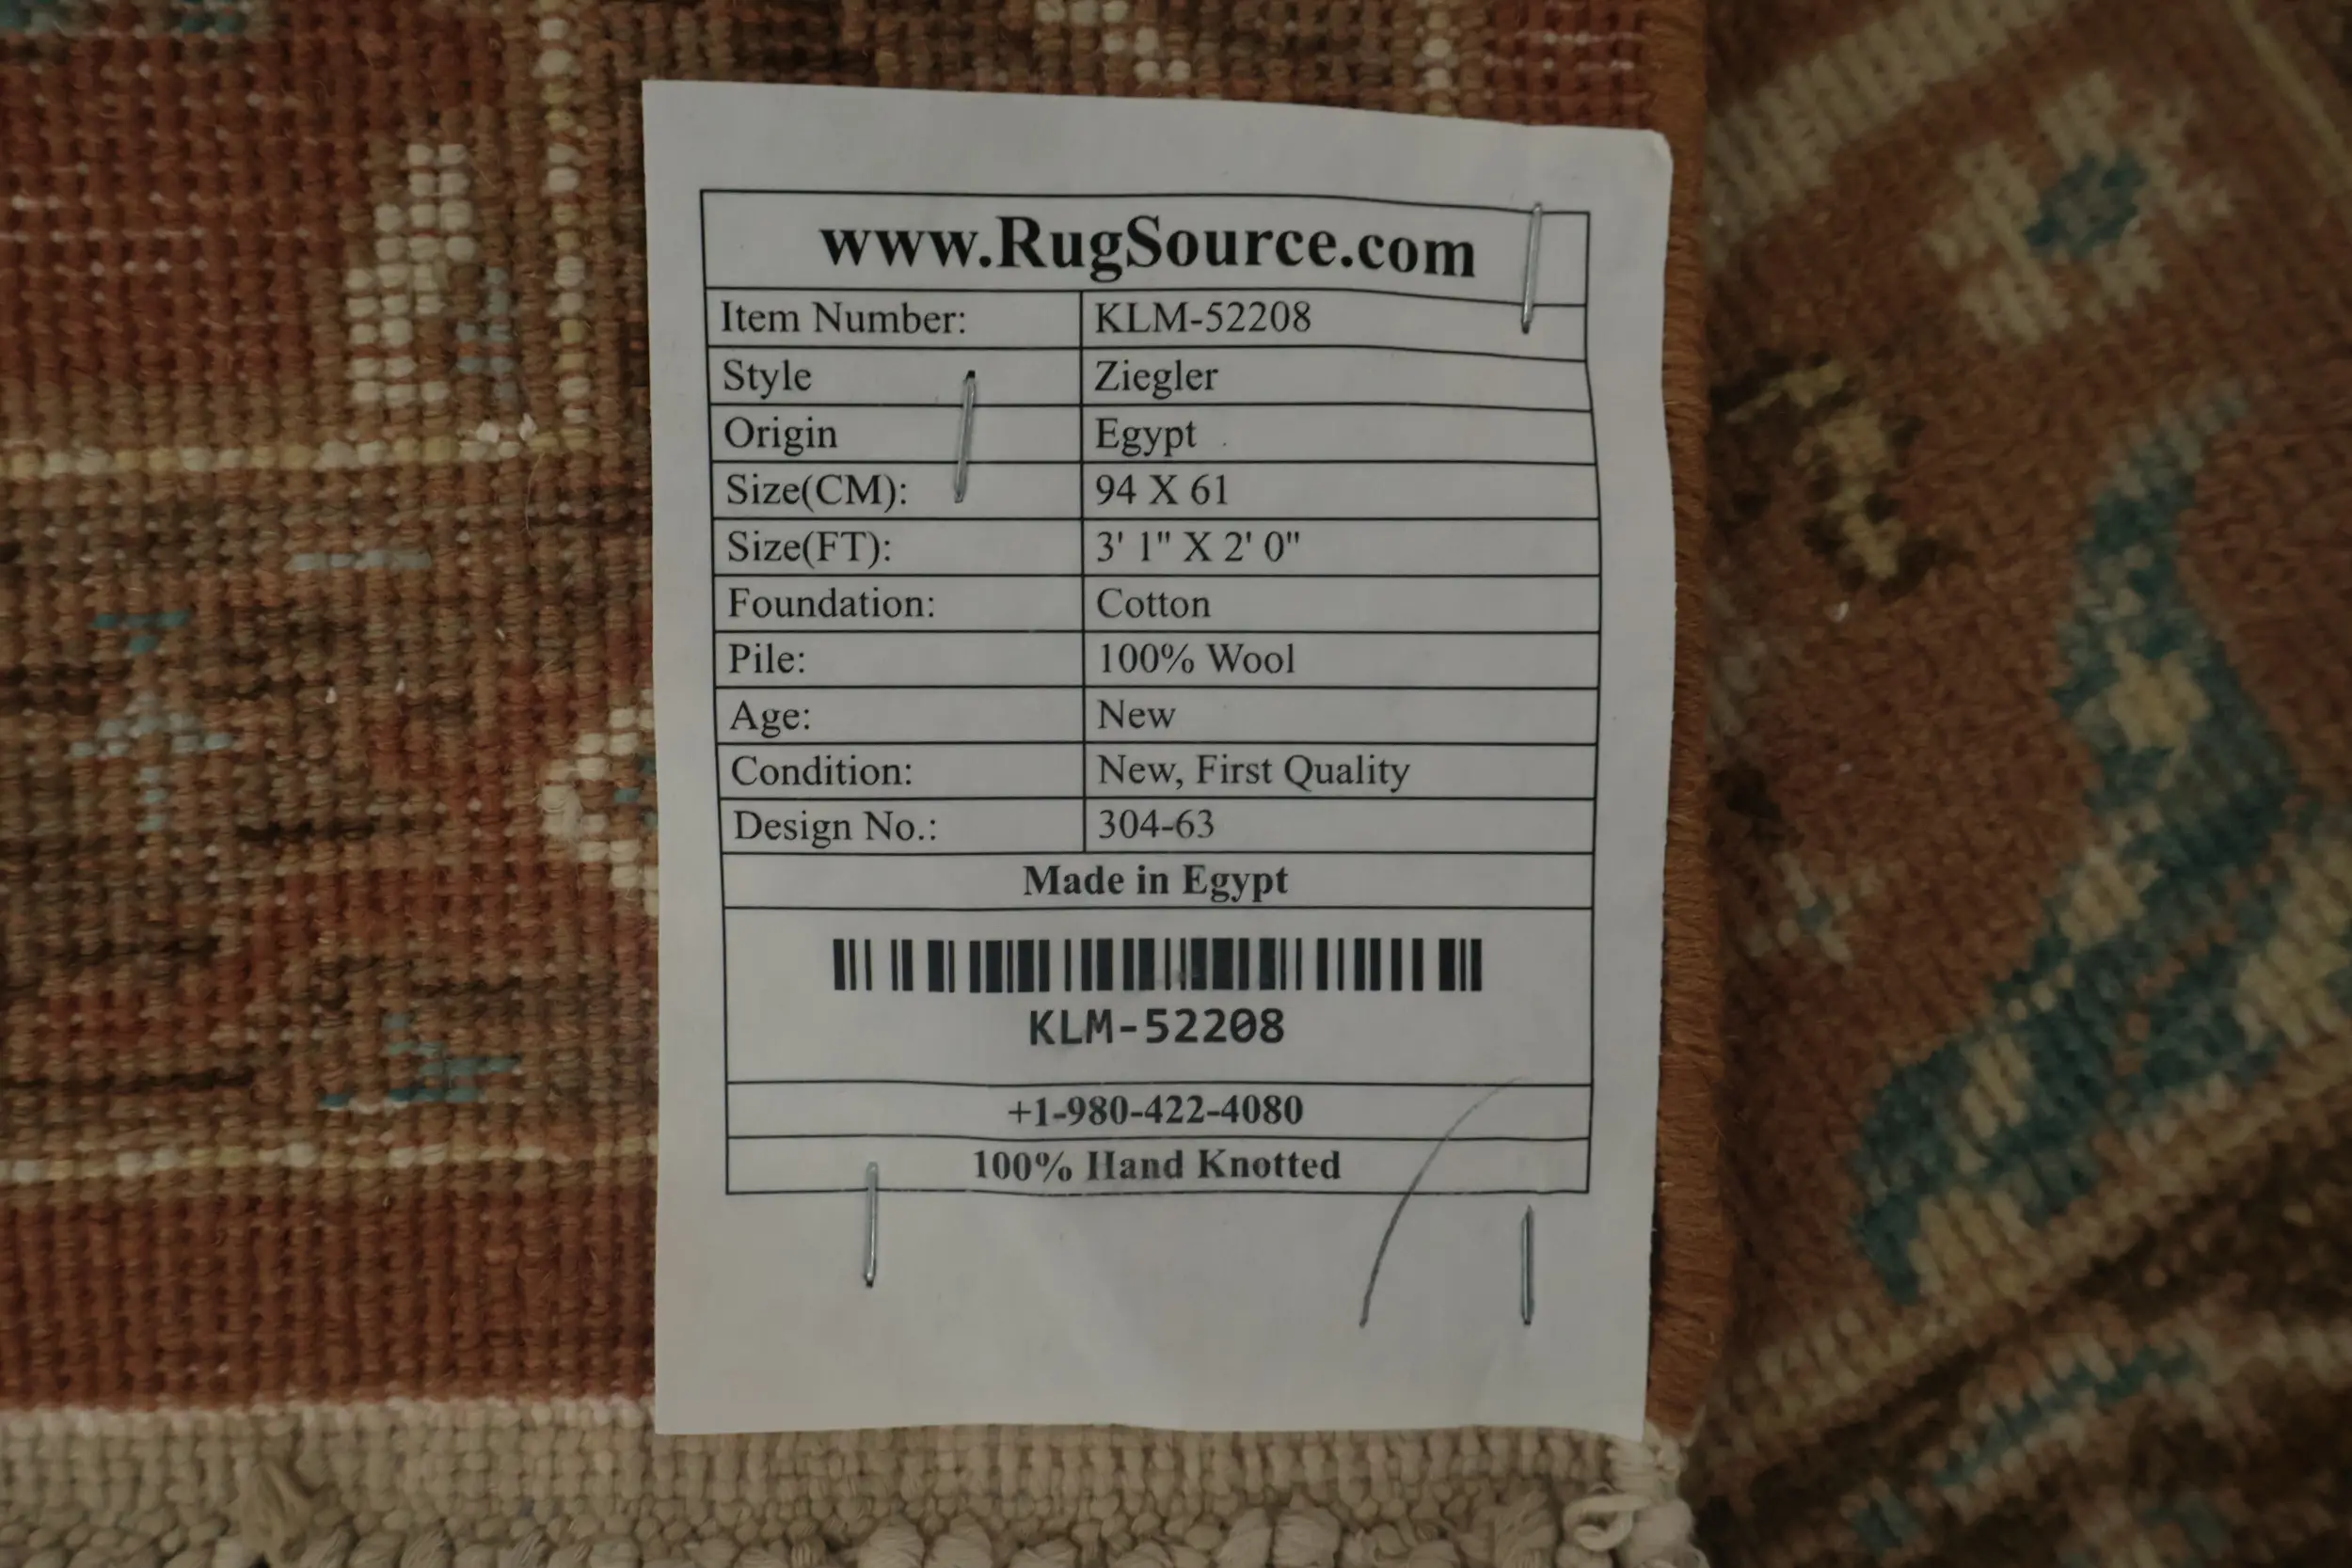 www.RugSource.com
Item Number: KLM-52208
Style Ziegler
Origin Egypt
Size(CM): 94 X 61
Size(FT): 3' 1" X 2' 0"
Foundation: Cotton
Pile: 100% Wool
Age: New
Condition: New, First Quality
Design No.: 304-63
Made in Egypt
KLM-52208
+1-980-422-4080
100% Hand Knotted